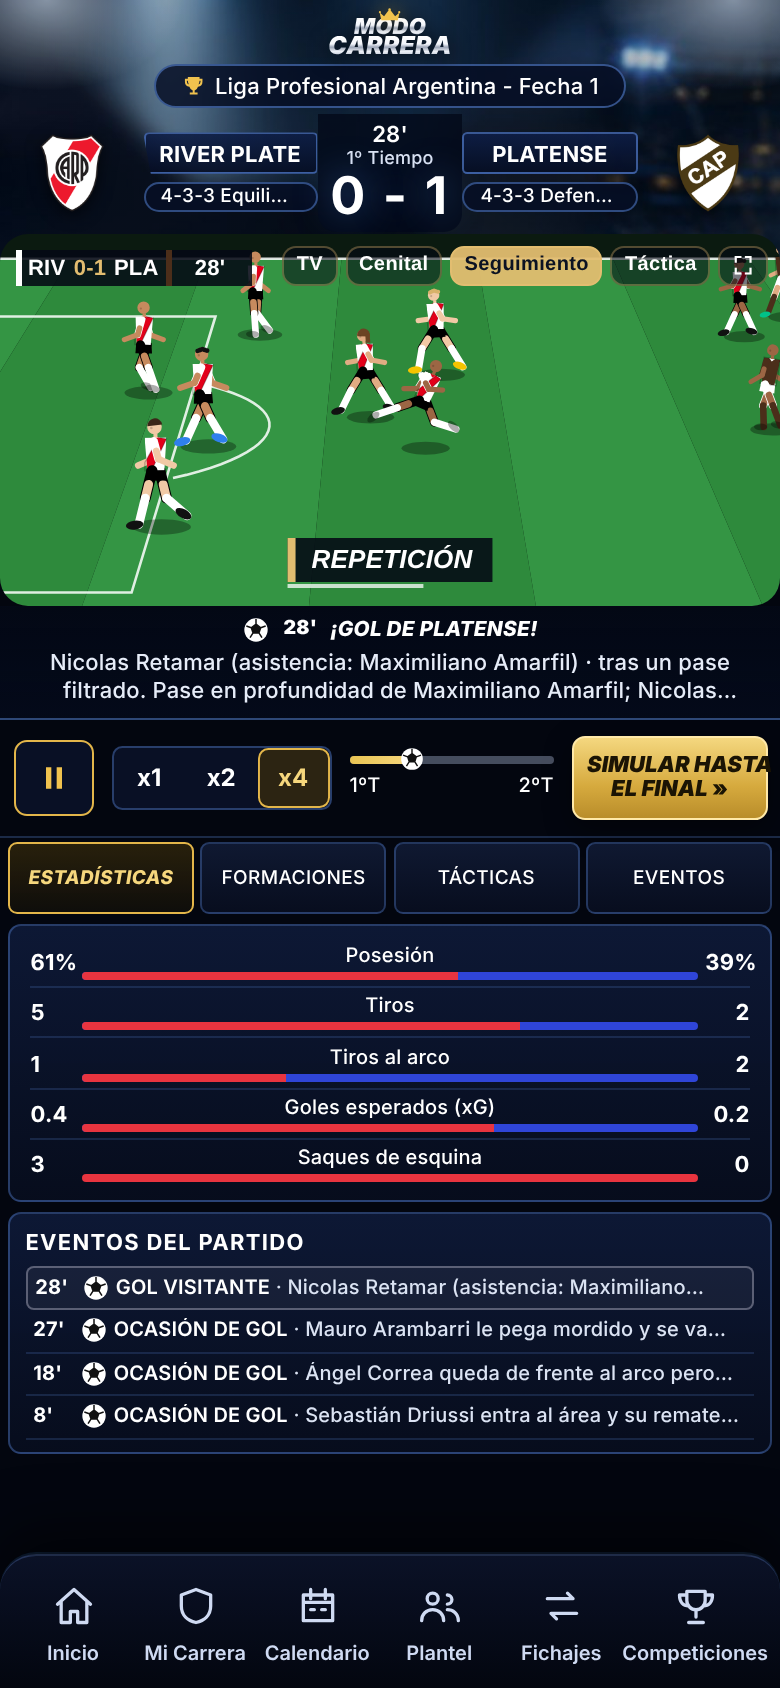 MODO
CARRERA
Liga Profesional Argentina - Fecha 1
28'
RIVER PLATE
1º Tiempo
PLATENSE
4-3-3 Equili...
0 - 1
4-3-3 Defen...
CARP
CAP
RIV 0-1 PLA 28'
TV
Cenital
Seguimiento
Táctica
REPETICIÓN
28' ¡GOL DE PLATENSE!
Nicolas Retamar (asistencia: Maximiliano Amarfil) · tras un pase
filtrado. Pase en profundidad de Maximiliano Amarfil; Nicolas...
x1
x2
x4
1ºT
2ºT
SIMULAR HASTA
EL FINAL »
ESTADÍSTICAS
FORMACIONES
TÁCTICAS
EVENTOS
61% Posesión 39%
5 Tiros 2
1 Tiros al arco 2
0.4 Goles esperados (xG) 0.2
3 Saques de esquina 0
EVENTOS DEL PARTIDO
28' GOL VISITANTE · Nicolas Retamar (asistencia: Maximiliano...
27' OCASIÓN DE GOL · Mauro Arambarri le pega mordido y se va...
18' OCASIÓN DE GOL · Ángel Correa queda de frente al arco pero...
8' OCASIÓN DE GOL · Sebastián Driussi entra al área y su remate...
Inicio
Mi Carrera
Calendario
Plantel
Fichajes
Competiciones